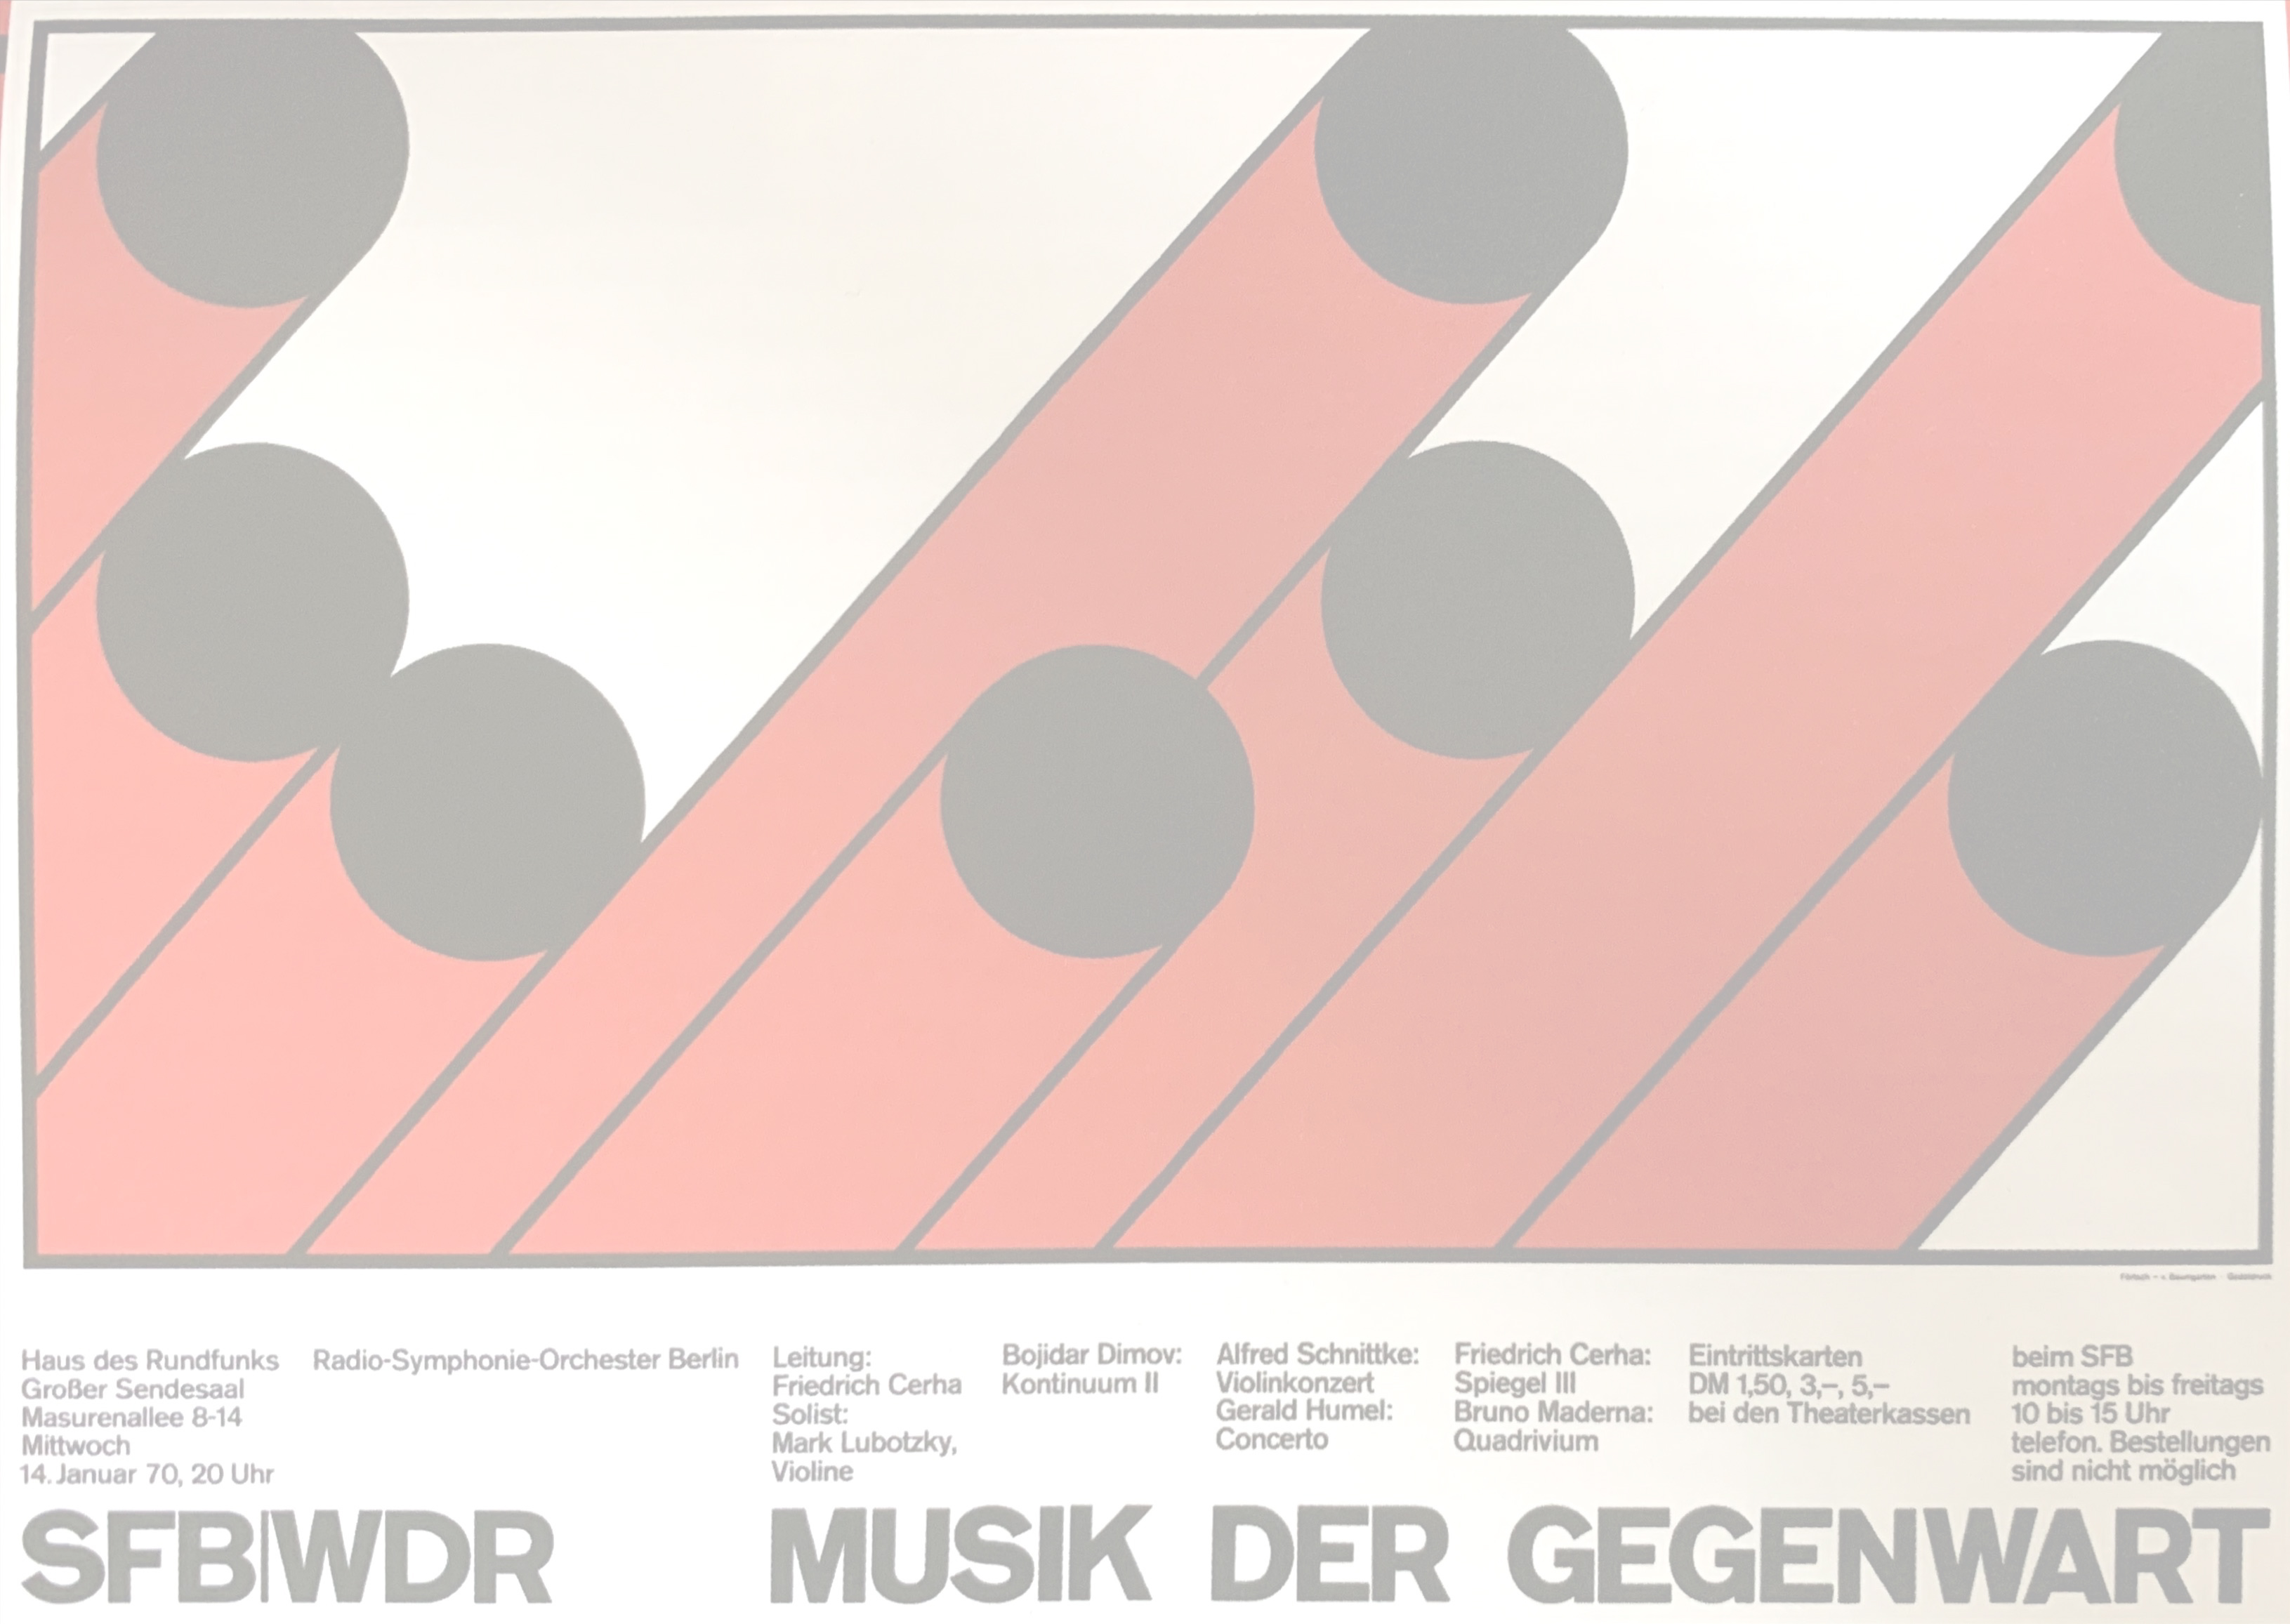 Haus des Rundfunks
Großer Sendesaal
Masurenallee 8-14
Mittwoch
14. Januar 70, 20 Uhr
Radio-Symphonie-Orchester Berlin
Leitung:
Friedrich Cerha
Solist:
Mark Lubotzky,
Violine
Bojidar Dimov:
Kontinuum II
Alfred Schnittke:
Violinkonzert
Gerald Humel:
Concerto
Friedrich Cerha:
Spiegel III
Bruno Maderna:
Quadrivium
Eintrittskarten
DM 1,50, 3,–, 5,–
bei den Theaterkassen
beim SFB
montags bis freitags
10 bis 15 Uhr
telefon. Bestellungen
sind nicht möglich
SFB|WDR
MUSIK DER GEGENWART